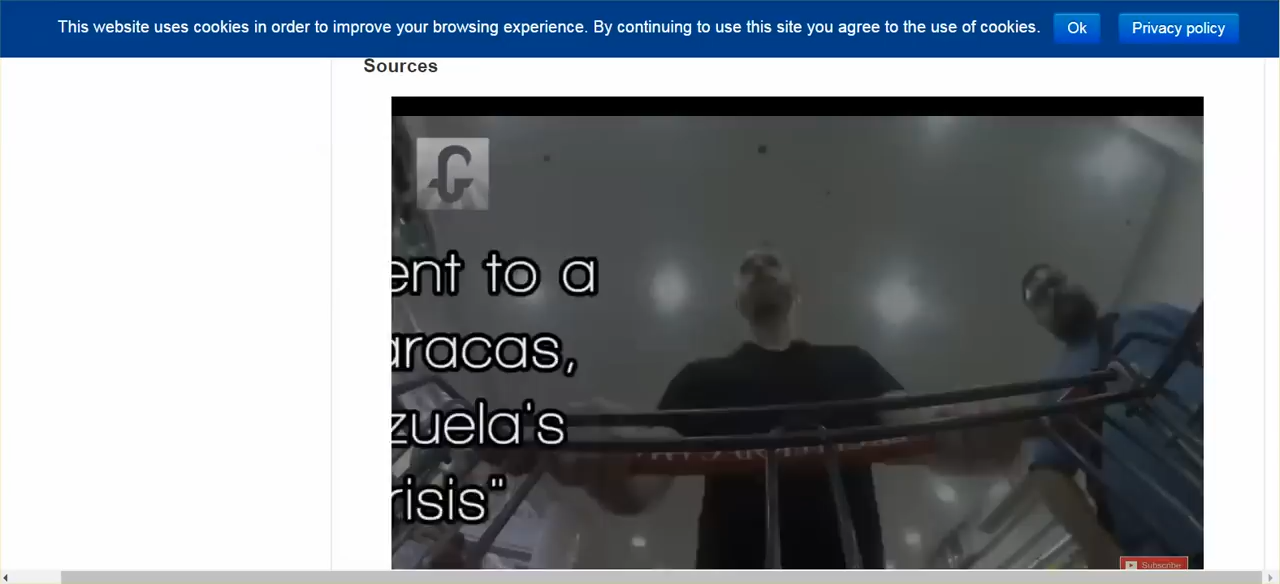 This website uses cookies in order to improve your browsing experience. By continuing to use this site you agree to the use of cookies.
Ok
Privacy policy
Sources
G
ent to a
aracas,
zuela's
risis"
Subscribe